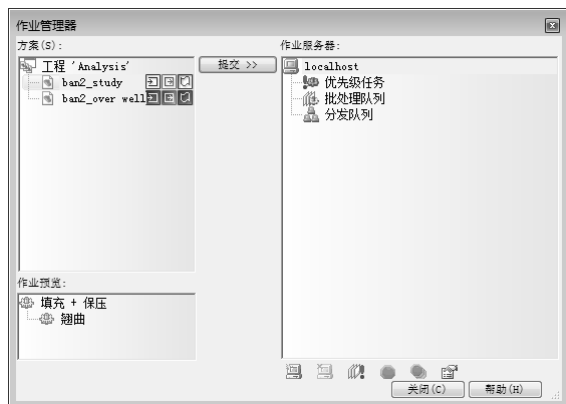 作业管理器
方案(S):
作业服务器:
工程 'Analysis'
提交 >>
localhost
ban2_study
优先级任务
ban2_over well
批处理队列
分发队列
作业预览:
填充 + 保压
翘曲
关闭(C)
帮助(H)